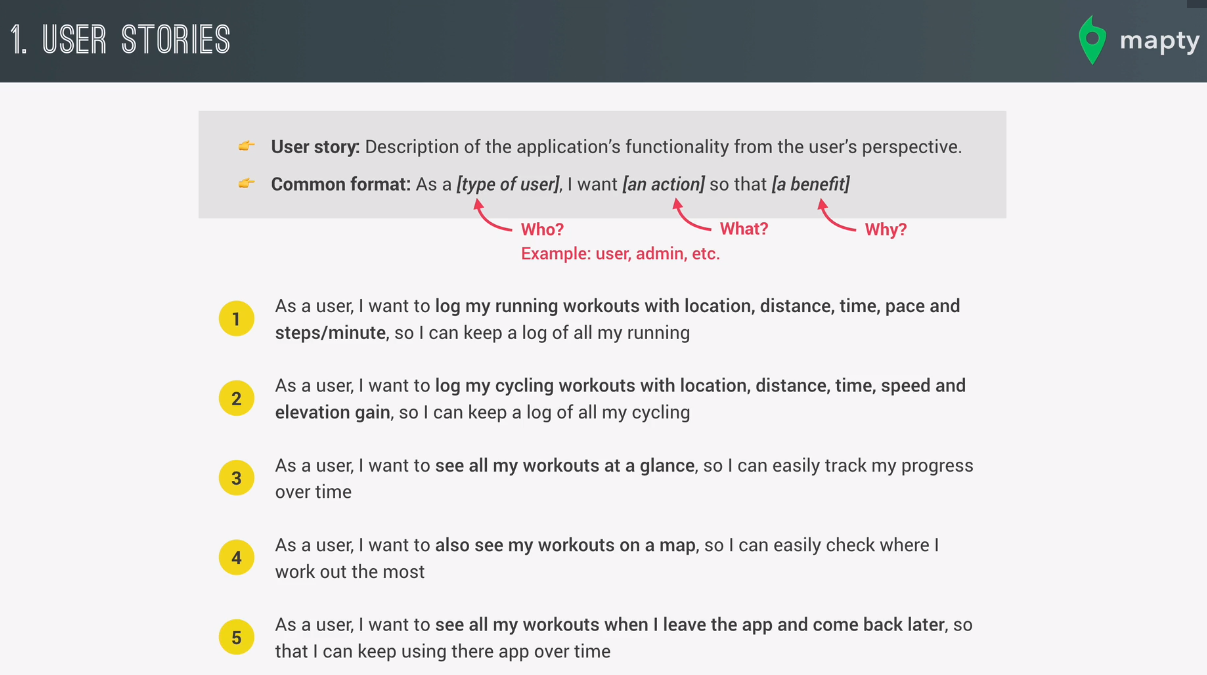 1. USER STORIES
mapty
User story: Description of the application's functionality from the user's perspective.
Common format: As a [type of user], I want [an action] so that [a benefit]
Who?
What?
Why?
Example: user, admin, etc.
1
As a user, I want to log my running workouts with location, distance, time, pace and
steps/minute, so I can keep a log of all my running
2
As a user, I want to log my cycling workouts with location, distance, time, speed and
elevation gain, so I can keep a log of all my cycling
3
As a user, I want to see all my workouts at a glance, so I can easily track my progress
over time
4
As a user, I want to also see my workouts on a map, so I can easily check where I
work out the most
5
As a user, I want to see all my workouts when I leave the app and come back later, so
that I can keep using there app over time